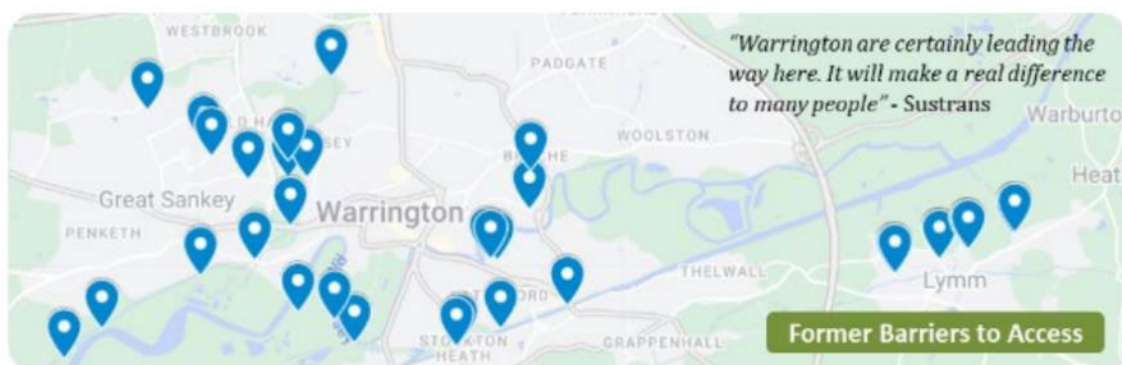 WESTBROOK
PADGATE
"Warrington are certainly leading the
way here. It will make a real difference
to many people" - Sustrans
WOOLSTON
Warburto
Great Sankey
Warrington
Heat
PENKETH
THELWALL
Lymm
STOCKTON
HEATH
GRAPPENHALL
Former Barriers to Access